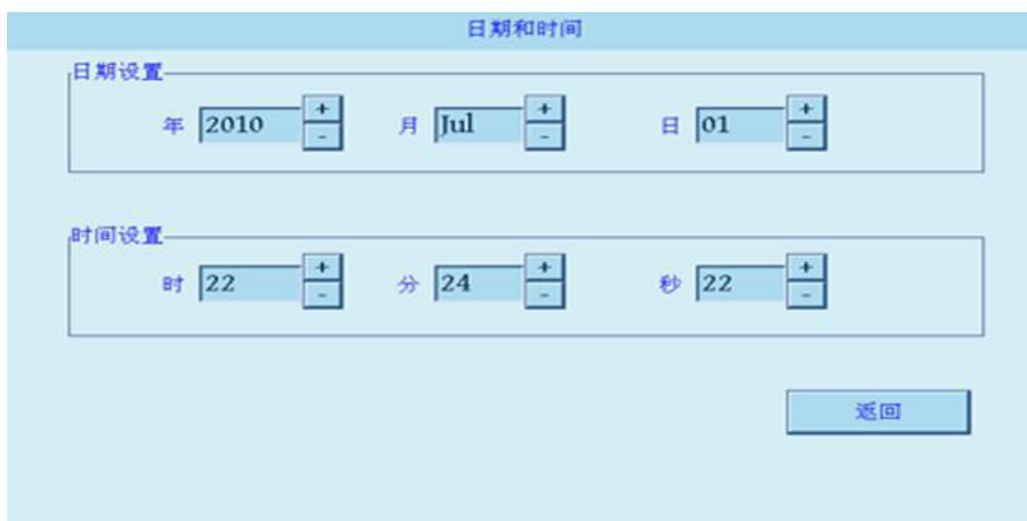 日期和时间
日期设置
年 2010 + - 月 Jul + - 日 01 + -
时间设置
时 22 + - 分 24 + - 秒 22 + -
返回